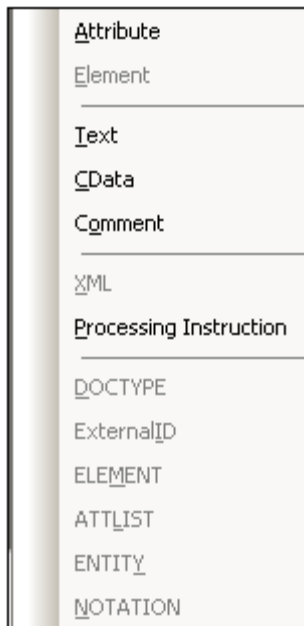 Attribute
Element
Text
CData
Comment
XML
Processing Instruction
DOCTYPE
ExternalID
ELEMENT
ATTLIST
ENTITY
NOTATION